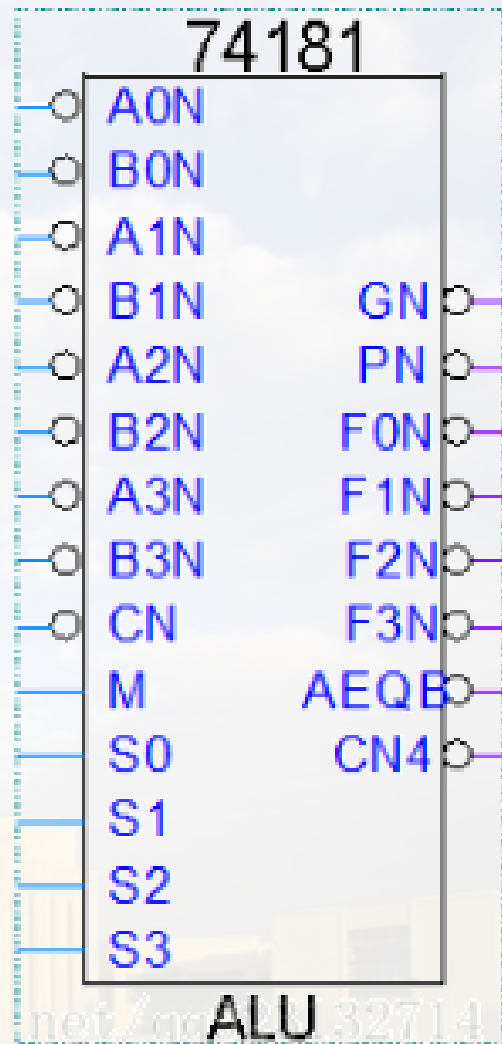 74181
A0N
B0N
A1N
B1N GN
A2N PN
B2N F0N
A3N F1N
B3N F2N
CN F3N
M AEQB
S0 CN4
S1
S2
S3
ALU